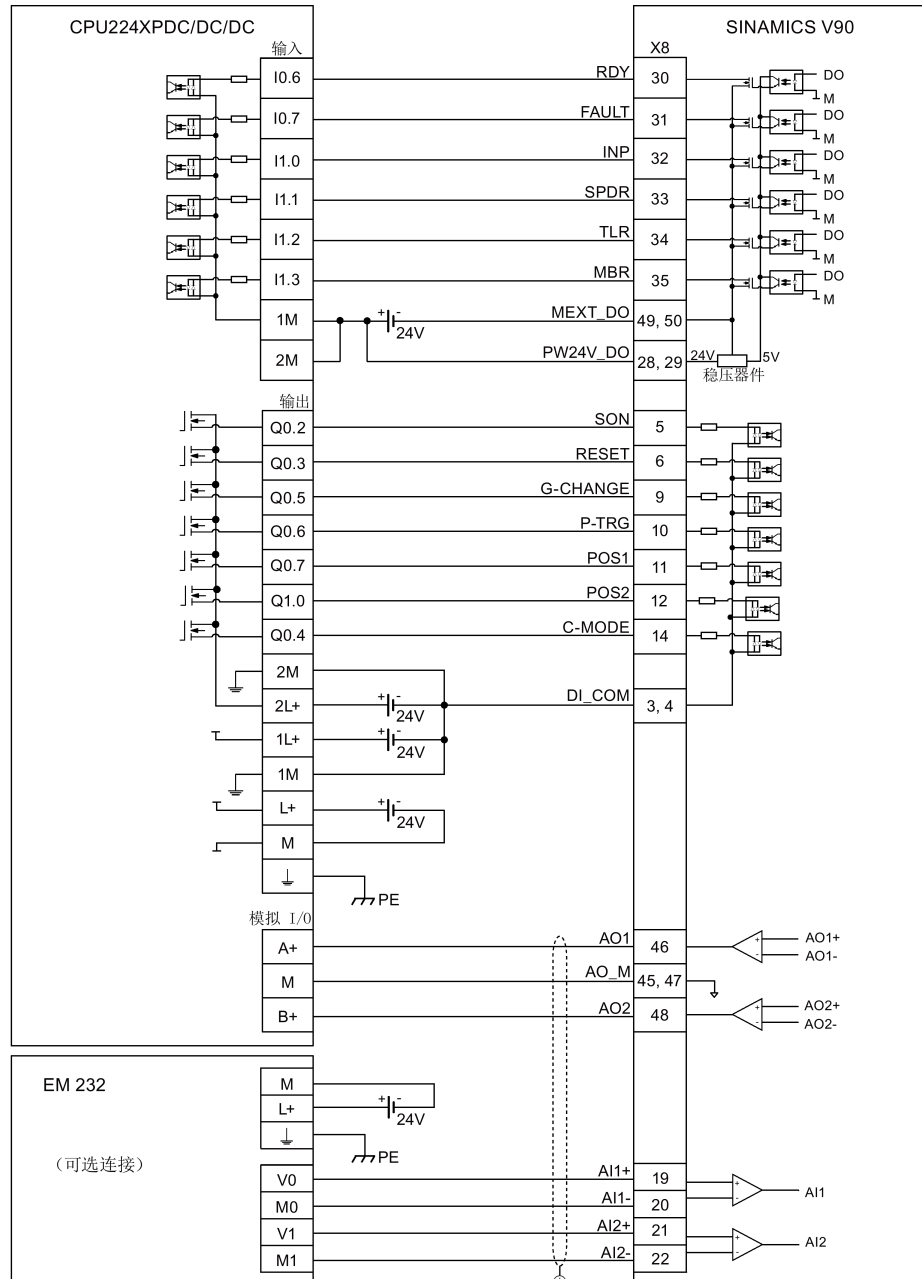 CPU224XPDC/DC/DC
SINAMICS V90
输入
X8
I0.6 RDY 30 DO
M
I0.7 FAULT 31 DO
M
I1.0 INP 32 DO
M
I1.1 SPDR 33 DO
M
I1.2 TLR 34 DO
M
I1.3 MBR 35 DO
M
1M + - 24V MEXT_DO 49, 50
2M PW24V_DO 28, 29 24V 5V
稳压器件
输出
Q0.2 SON 5
Q0.3 RESET 6
Q0.5 G-CHANGE 9
Q0.6 P-TRG 10
Q0.7 POS1 11
Q1.0 POS2 12
Q0.4 C-MODE 14
2M
2L+ + - 24V DI_COM 3, 4
1L+ + - 24V
1M
L+ + - 24V
M
PE
模拟 I/O
A+ AO1 46 + - AO1+
AO1-
M AO_M 45, 47
B+ AO2 48 + - AO2+
AO2-
EM 232
M
L+ + - 24V
PE
（可选连接）
V0 AI1+ 19 +
M0 AI1- 20 - AI1
V1 AI2+ 21 +
M1 AI2- 22 - AI2